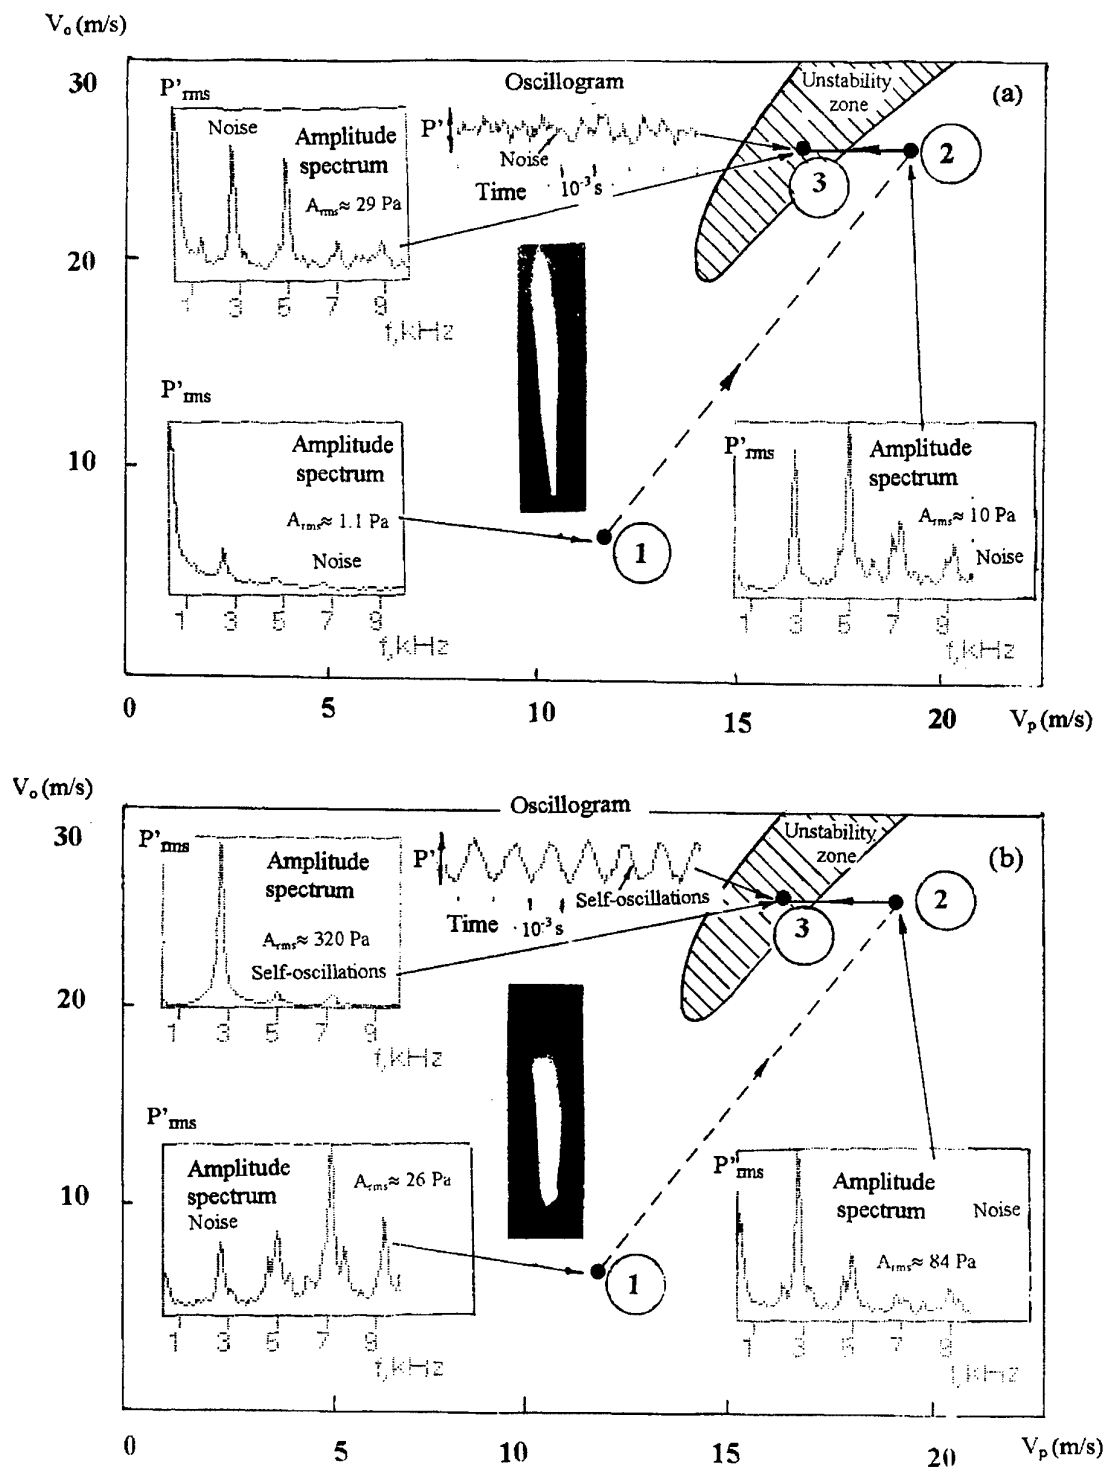 V₀ (m/s)
30
20
10
0
5
10
15
20
Vₚ (m/s)
(a)
Oscillogram
P'
Noise
Time 10⁻³ s
Unstability
zone
1
2
3
P'rms
Noise
Amplitude
spectrum
Arms≈ 29 Pa
1 3 5 7 9
f,kHz
P'rms
Amplitude
spectrum
Arms≈ 1.1 Pa
Noise
1 3 5 7 9
f,kHz
P'rms
Amplitude
spectrum
Arms≈ 10 Pa
Noise
1 3 5 7 9
f,kHz
V₀ (m/s)
30
20
10
0
5
10
15
20
Vₚ (m/s)
(b)
Oscillogram
P'
Self-oscillations
Time · 10⁻³ s
Unstability
zone
1
2
3
P'rms
Amplitude
spectrum
Arms≈ 320 Pa
Self-oscillations
1 3 5 7 9
f,kHz
P'rms
Amplitude
spectrum
Noise
Arms≈ 26 Pa
1 3 5 7 9
f,kHz
P'rms
Amplitude
spectrum
Noise
Arms≈ 84 Pa
1 3 5 7 9
f,kHz